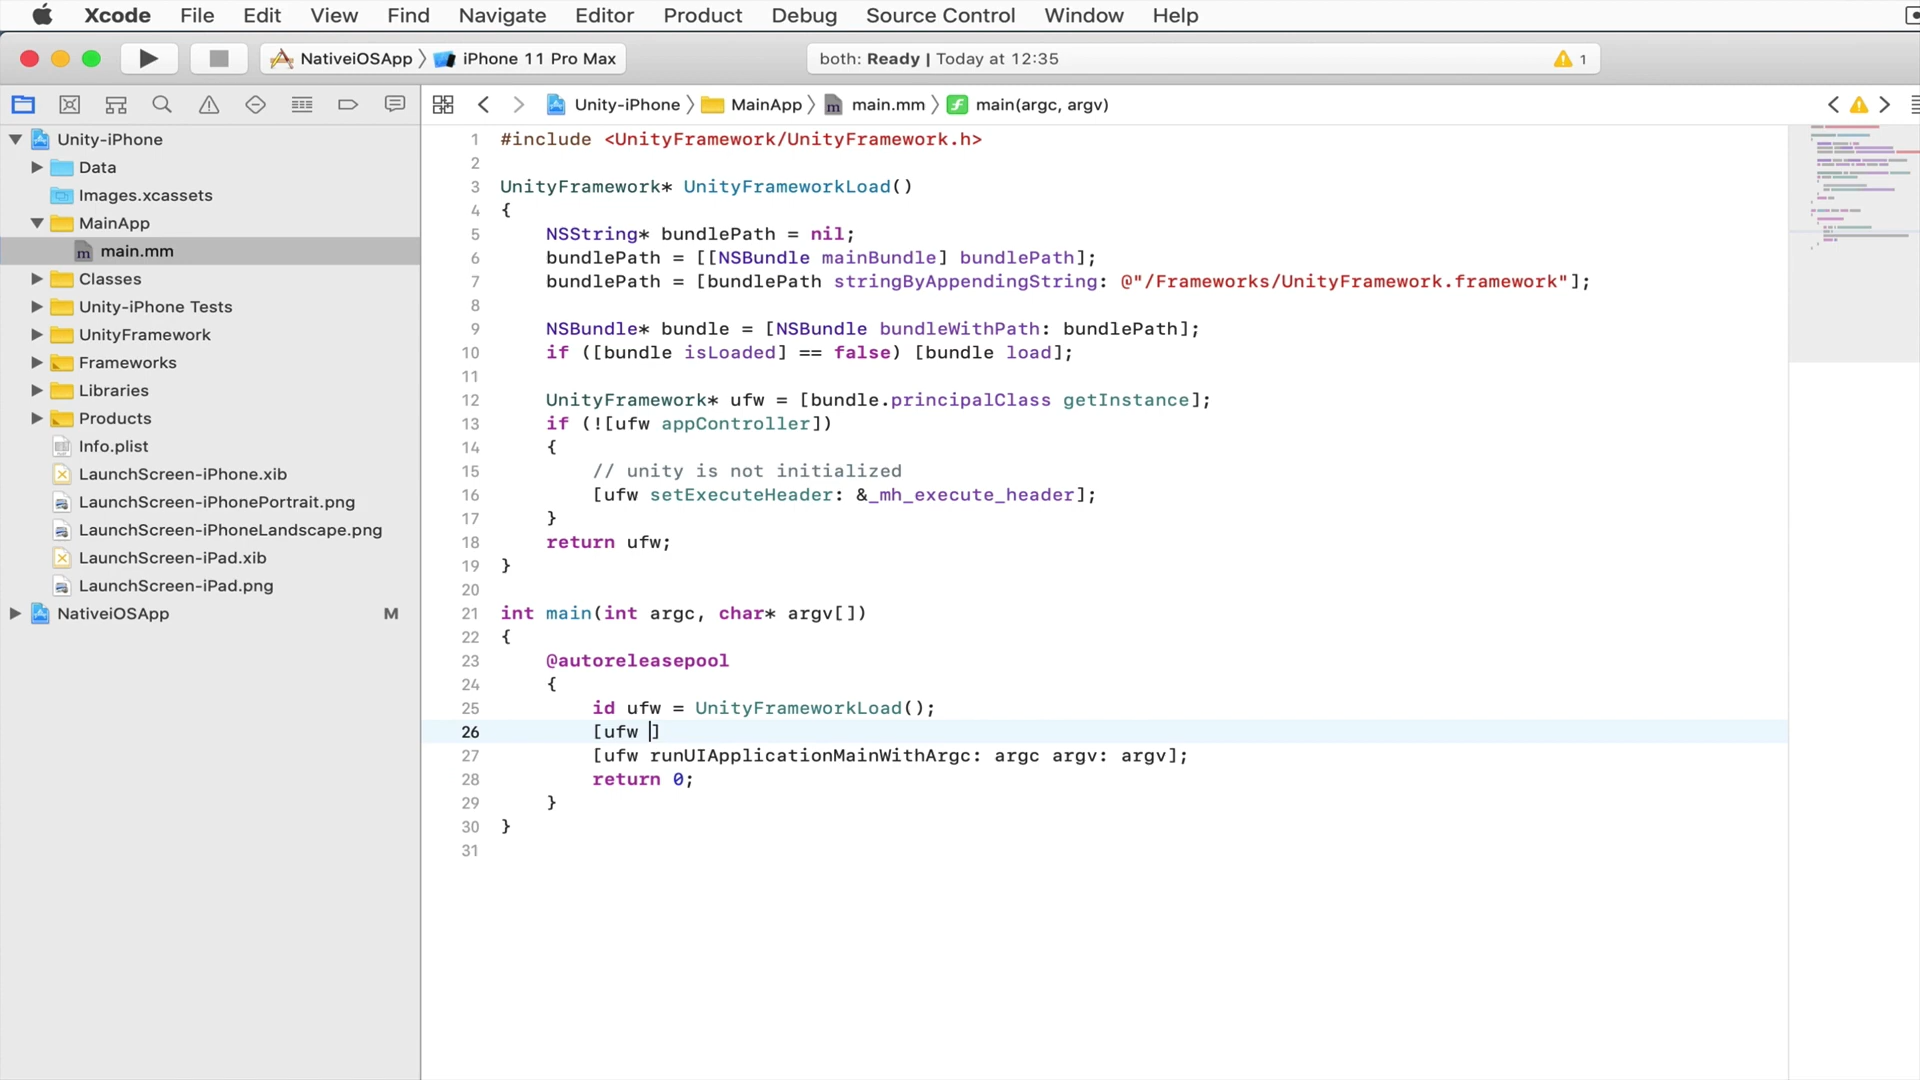 Xcode File Edit View Find Navigate Editor Product Debug Source Control Window Help
NativeiOSApp iPhone 11 Pro Max
both: Ready | Today at 12:35
1
Unity-iPhone MainApp m main.mm f main(argc, argv)
Unity-iPhone
Data
Images.xcassets
MainApp
m main.mm
Classes
Unity-iPhone Tests
UnityFramework
Frameworks
Libraries
Products
Info.plist
LaunchScreen-iPhone.xib
LaunchScreen-iPhonePortrait.png
LaunchScreen-iPhoneLandscape.png
LaunchScreen-iPad.xib
LaunchScreen-iPad.png
NativeiOSApp M
1 #include <UnityFramework/UnityFramework.h>
2
3 UnityFramework* UnityFrameworkLoad()
4 {
5 NSString* bundlePath = nil;
6 bundlePath = [[NSBundle mainBundle] bundlePath];
7 bundlePath = [bundlePath stringByAppendingString: @"/Frameworks/UnityFramework.framework"];
8
9 NSBundle* bundle = [NSBundle bundleWithPath: bundlePath];
10 if ([bundle isLoaded] == false) [bundle load];
11
12 UnityFramework* ufw = [bundle.principalClass getInstance];
13 if (![ufw appController])
14 {
15 // unity is not initialized
16 [ufw setExecuteHeader: &_mh_execute_header];
17 }
18 return ufw;
19 }
20
21 int main(int argc, char* argv[])
22 {
23 @autoreleasepool
24 {
25 id ufw = UnityFrameworkLoad();
26 [ufw ]
27 [ufw runUIApplicationMainWithArgc: argc argv: argv];
28 return 0;
29 }
30 }
31